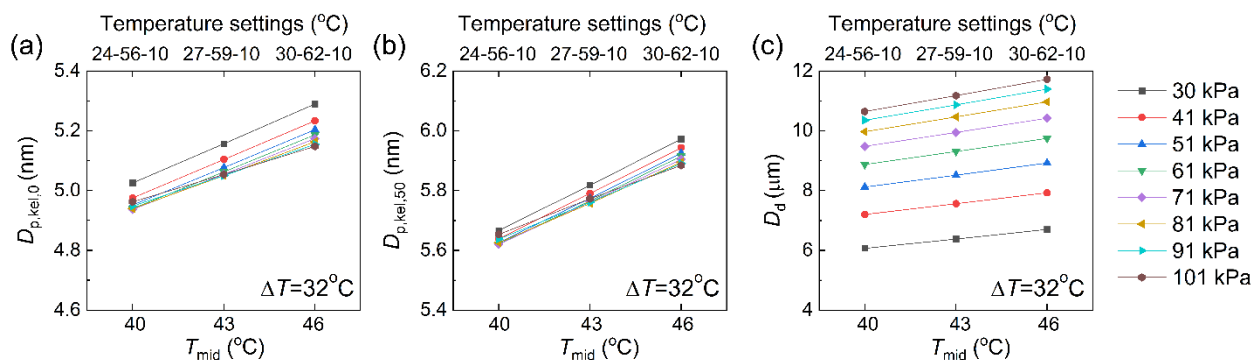 (a)
Temperature settings (°C)
24-56-10 27-59-10 30-62-10
5.4
5.2
5.0
4.8
4.6
Dp,kel,0 (nm)
ΔT=32°C
40 43 46
Tmid (°C)
(b)
Temperature settings (°C)
24-56-10 27-59-10 30-62-10
6.2
6.0
5.8
5.6
5.4
Dp,kel,50 (nm)
ΔT=32°C
40 43 46
Tmid (°C)
(c)
Temperature settings (°C)
24-56-10 27-59-10 30-62-10
12
10
8
6
4
Dd (μm)
ΔT=32°C
40 43 46
Tmid (°C)
30 kPa
41 kPa
51 kPa
61 kPa
71 kPa
81 kPa
91 kPa
101 kPa